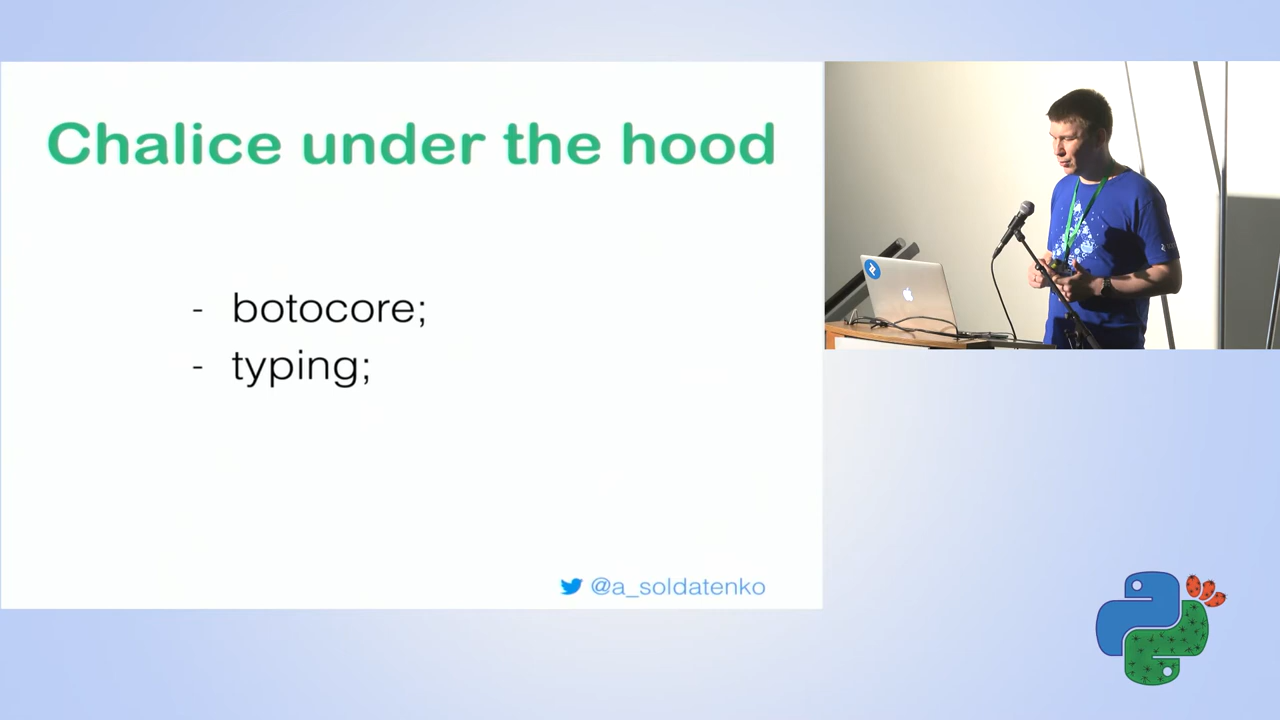 Chalice under the hood
- botocore;
- typing;
@a_soldatenko